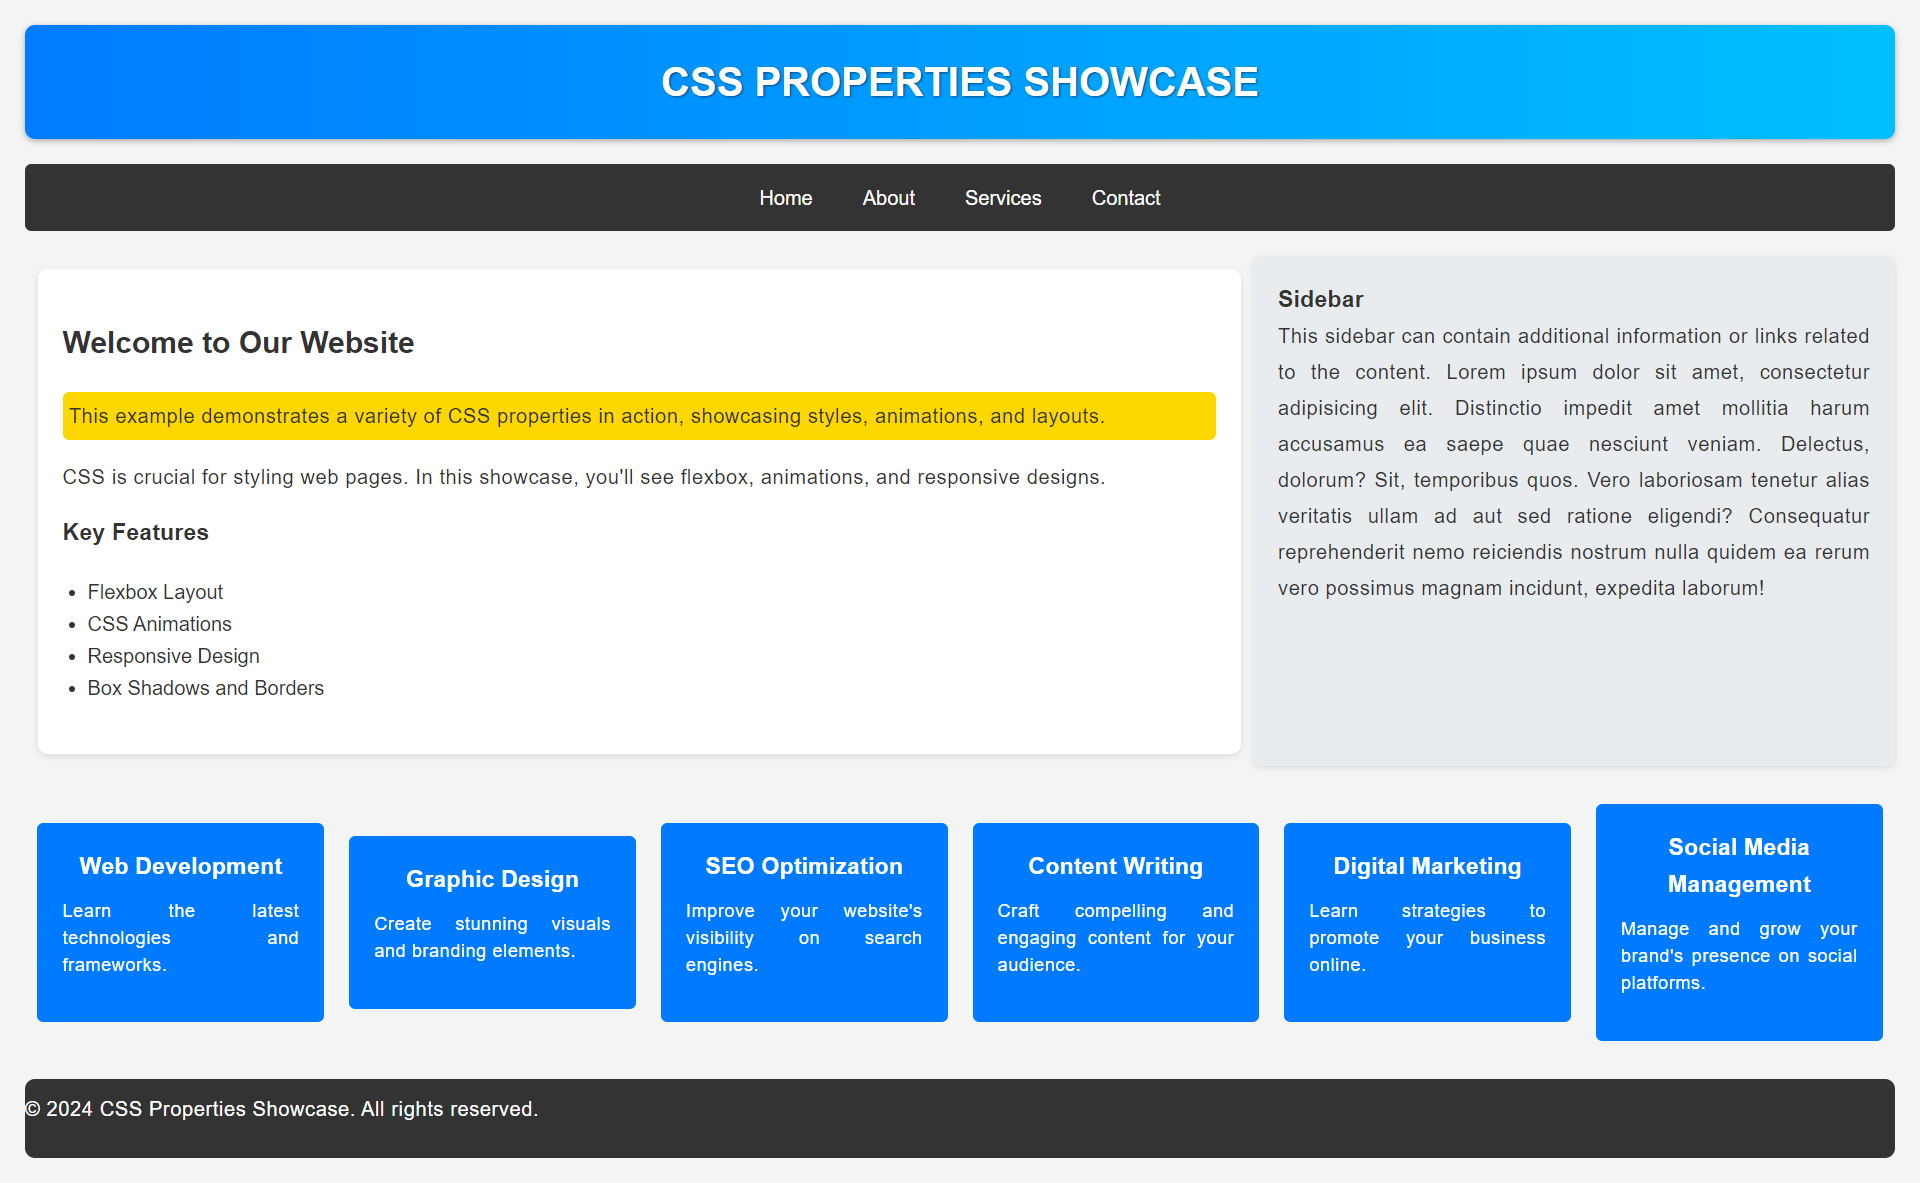 CSS PROPERTIES SHOWCASE
Home About Services Contact
Welcome to Our Website
This example demonstrates a variety of CSS properties in action, showcasing styles, animations, and layouts.
CSS is crucial for styling web pages. In this showcase, you'll see flexbox, animations, and responsive designs.
Key Features
• Flexbox Layout
• CSS Animations
• Responsive Design
• Box Shadows and Borders
Sidebar
This sidebar can contain additional information or links related
to the content. Lorem ipsum dolor sit amet, consectetur
adipisicing elit. Distinctio impedit amet mollitia harum
accusamus ea saepe quae nesciunt veniam. Delectus,
dolorum? Sit, temporibus quos. Vero laboriosam tenetur alias
veritatis ullam ad aut sed ratione eligendi? Consequatur
reprehenderit nemo reiciendis nostrum nulla quidem ea rerum
vero possimus magnam incidunt, expedita laborum!
Web Development
Learn the latest
technologies and
frameworks.
Graphic Design
Create stunning visuals
and branding elements.
SEO Optimization
Improve your website's
visibility on search
engines.
Content Writing
Craft compelling and
engaging content for your
audience.
Digital Marketing
Learn strategies to
promote your business
online.
Social Media
Management
Manage and grow your
brand's presence on social
platforms.
© 2024 CSS Properties Showcase. All rights reserved.